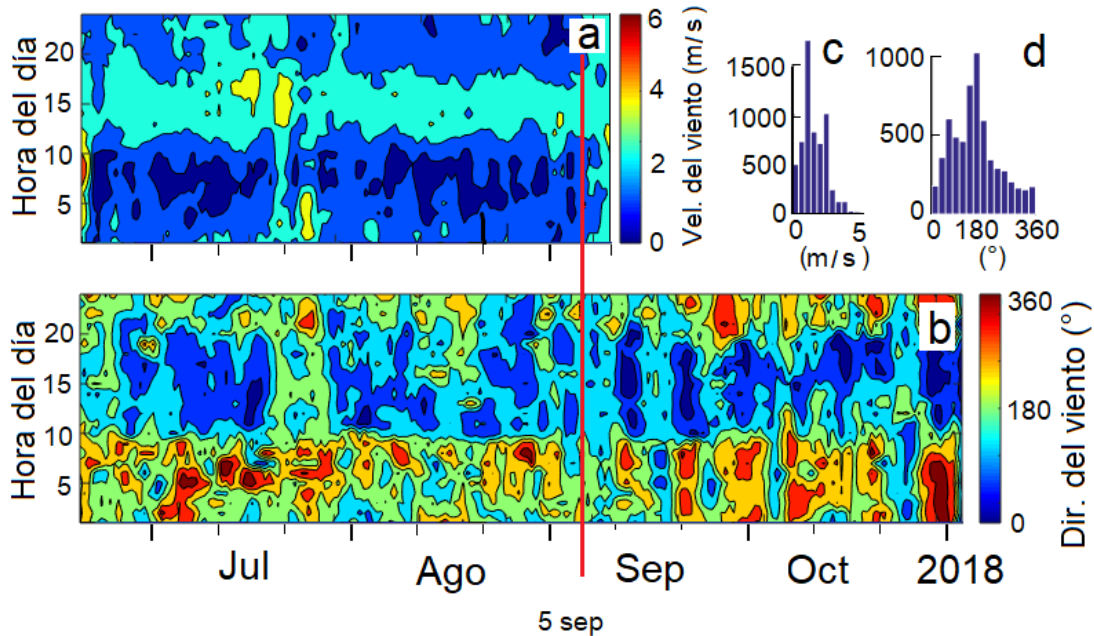 Hora del día
20
15
10
5
a
6
4
2
0
Vel. del viento (m/s)
c
1500
1000
500
0
0
5
(m/s)
d
1000
500
0
0
180
360
(°)
Hora del día
20
15
10
5
b
360
180
0
Dir. del viento (°)
Jul
Ago
Sep
Oct
2018
5 sep